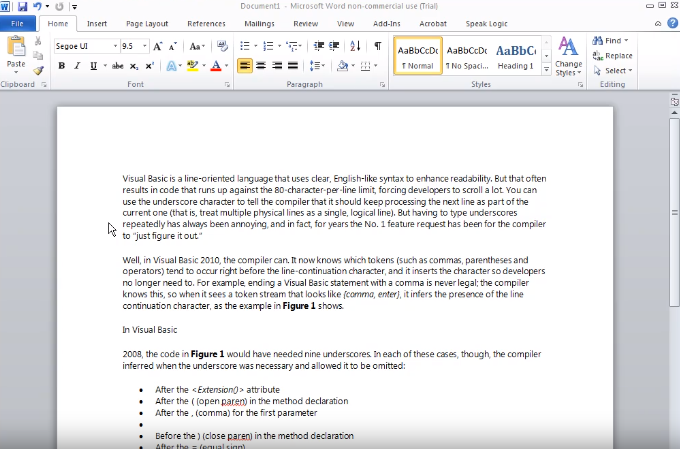 Document1 - Microsoft Word non-commercial use (Trial)
File Home Insert Page Layout References Mailings Review View Add-Ins Acrobat Speak Logic
Segoe UI 9.5 Aa
Find
Paste
Replace
B I U abc x₂ x² A ab A
Select
AaBbCcDc AaBbCcDc AaBbC
¶ Normal ¶ No Spaci... Heading 1
Change Styles
Clipboard Font Paragraph Styles Editing
Visual Basic is a line-oriented language that uses clear, English-like syntax to enhance readability. But that often
results in code that runs up against the 80-character-per-line limit, forcing developers to scroll a lot. You can
use the underscore character to tell the compiler that it should keep processing the next line as part of the
current one (that is, treat multiple physical lines as a single, logical line). But having to type underscores
repeatedly has always been annoying, and in fact, for years the No. 1 feature request has been for the compiler
to "just figure it out."
Well, in Visual Basic 2010, the compiler can. It now knows which tokens (such as commas, parentheses and
operators) tend to occur right before the line-continuation character, and it inserts the character so developers
no longer need to. For example, ending a Visual Basic statement with a comma is never legal; the compiler
knows this, so when it sees a token stream that looks like {comma, enter}, it infers the presence of the line
continuation character, as the example in Figure 1 shows.
In Visual Basic
2008, the code in Figure 1 would have needed nine underscores. In each of these cases, though, the compiler
inferred when the underscore was necessary and allowed it to be omitted:
• After the <Extension()> attribute
• After the ( (open paren) in the method declaration
• After the , (comma) for the first parameter
•
• Before the ) (close paren) in the method declaration
• After the = (equal sign)